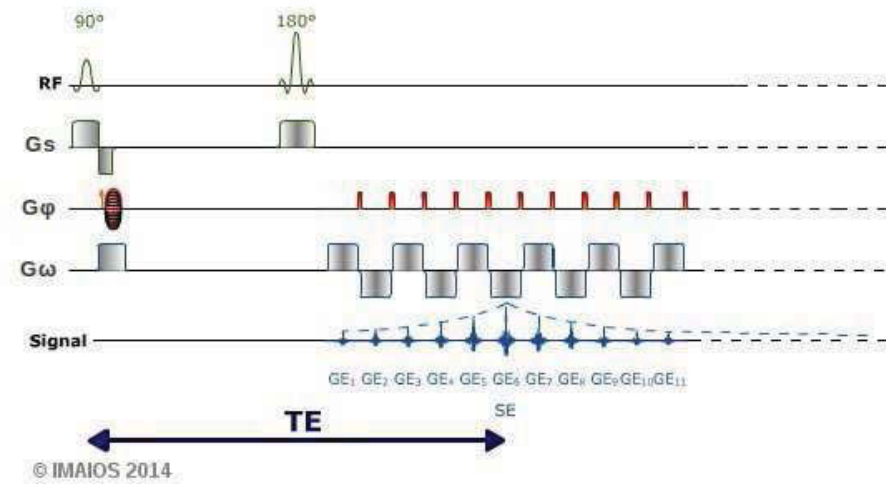 90° 180°
RF
Gs
Gφ
Gω
Signal
GE₁ GE₂ GE₃ GE₄ GE₅ GE₆ GE₇ GE₈ GE₉ GE₁₀ GE₁₁
SE
TE
© IMAIOS 2014